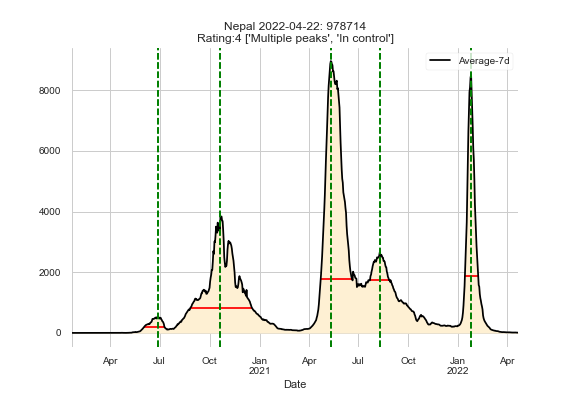 Nepal 2022-04-22: 978714
Rating:4 ['Multiple peaks', 'In control']
Average-7d
8000
6000
4000
2000
0
Apr
Jul
Oct
Jan
2021
Apr
Jul
Oct
Jan
2022
Apr
Date